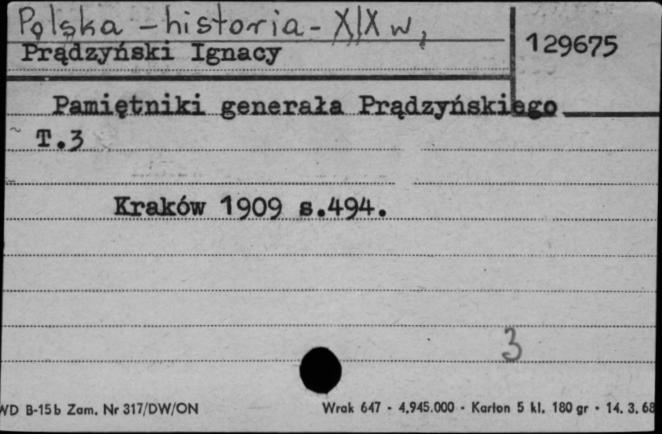 Polska - historia - XIX w,
Prądzyński Ignacy
129675
Pamiętniki generała Prądzyńskiego
T.3
Kraków 1909 s.494.
3
WD B-15b Zam. Nr 317/DW/ON
Wrak 647 - 4.945.000 - Karton 5 kl. 180 gr - 14. 3. 68